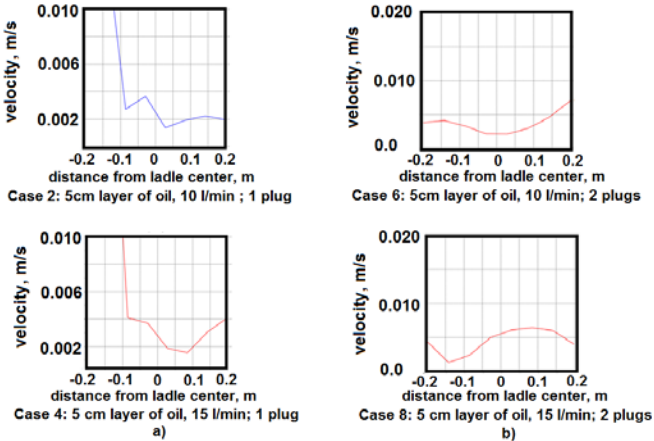 0.010
0.006
0.002
velocity, m/s
-0.2 -0.1 0 0.1 0.2
distance from ladle center, m
Case 2: 5cm layer of oil, 10 l/min ; 1 plug
0.020
0.010
0.0
velocity, m/s
-0.2 -0.1 0 0.1 0.2
distance from ladle center, m
Case 6: 5cm layer of oil, 10 l/min; 2 plugs
0.010
0.006
0.002
velocity, m/s
-0.2 -0.1 0 0.1 0.2
distance from ladle center, m
Case 4: 5 cm layer of oil, 15 l/min; 1 plug
a)
0.020
0.010
0.0
velocity, m/s
-0.2 -0.1 0 0.1 0.2
distance from ladle center, m
Case 8: 5 cm layer of oil, 15 l/min; 2 plugs
b)